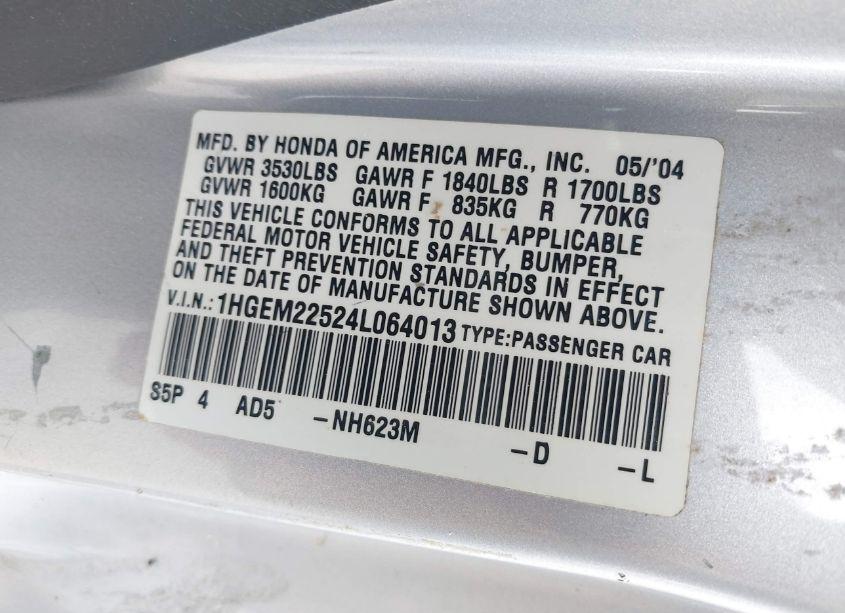 MFD. BY HONDA OF AMERICA MFG., INC. 05/'04
GVWR 3530LBS GAWR F 1840LBS R 1700LBS
GVWR 1600KG GAWR F 835KG R 770KG
THIS VEHICLE CONFORMS TO ALL APPLICABLE
FEDERAL MOTOR VEHICLE SAFETY, BUMPER,
AND THEFT PREVENTION STANDARDS IN EFFECT
ON THE DATE OF MANUFACTURE SHOWN ABOVE.
V.I.N.: 1HGEM22524L064013 TYPE:PASSENGER CAR
S5P 4 AD5 -NH623M -D -L